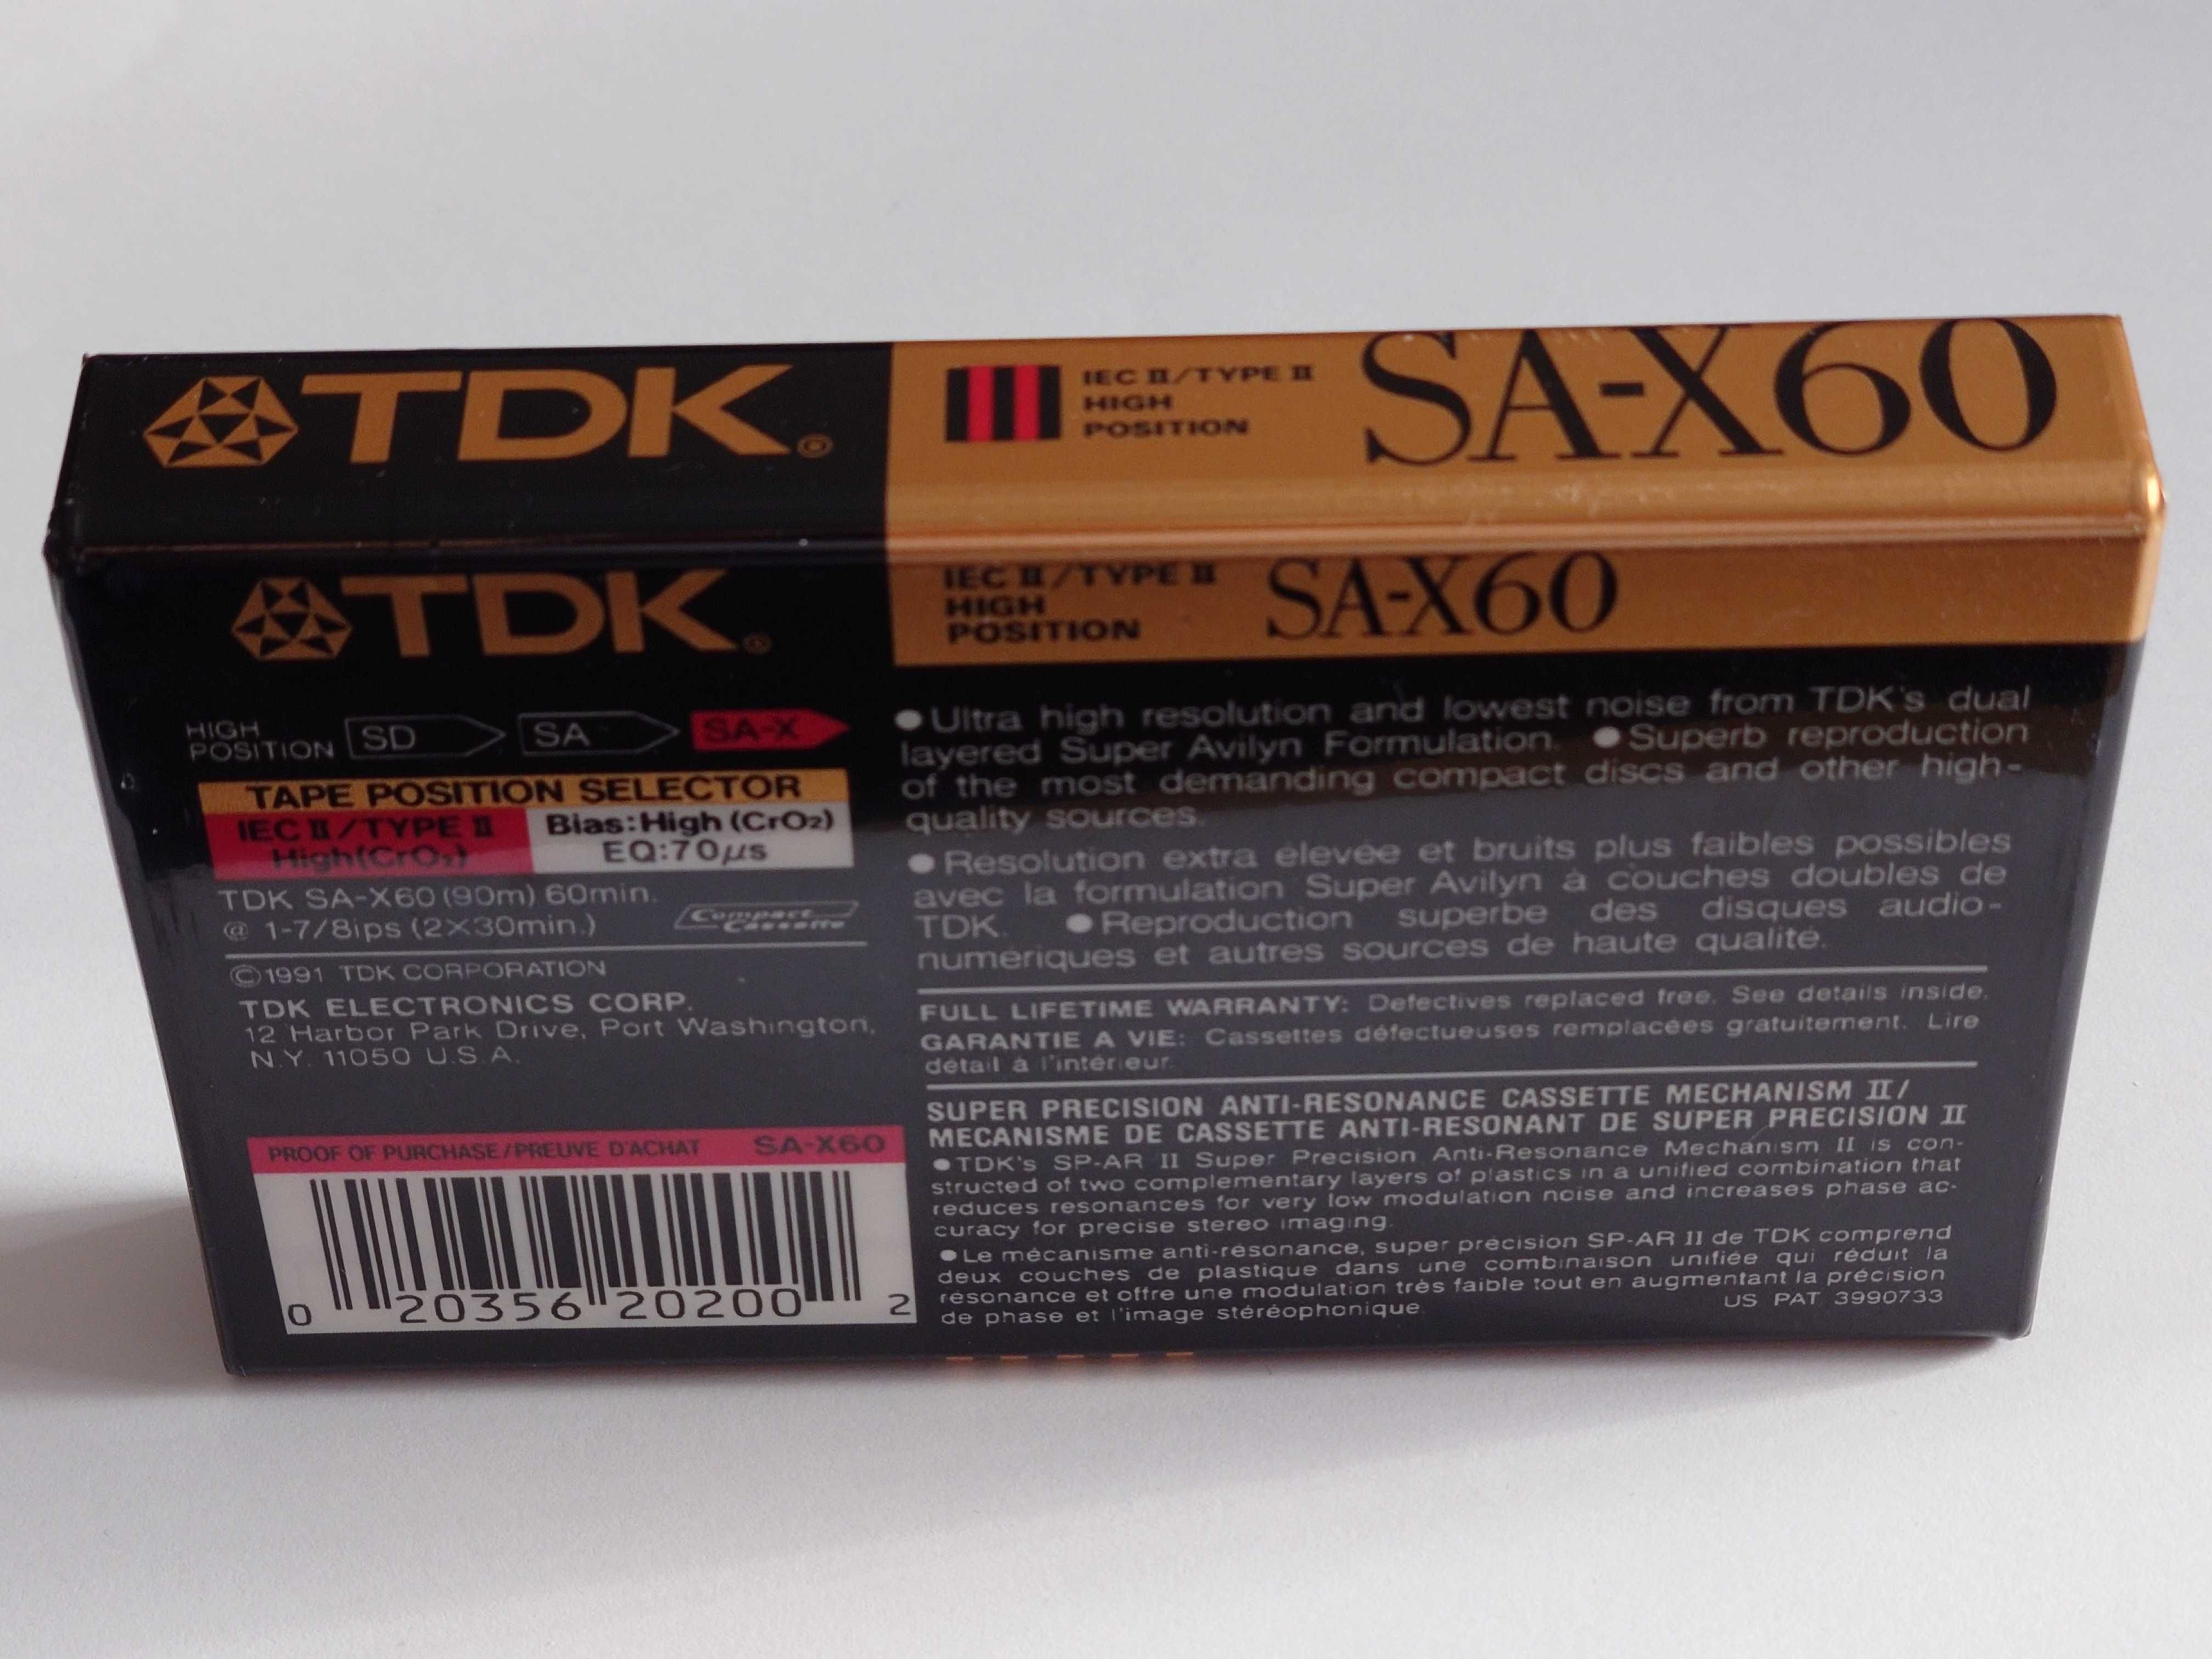 TDK®
IEC II/TYPE II
HIGH
POSITION
SA-X60
TDK®
IEC II/TYPE II
HIGH
POSITION
SA-X60
HIGH
POSITION
SD
SA
SA-X
TAPE POSITION SELECTOR
IEC II/TYPE II
High(CrO₂)
Bias:High (CrO₂)
EQ:70µs
TDK SA-X60 (90m) 60min.
@ 1-7/8ips (2×30min.)
Compact
Cassette
©1991 TDK CORPORATION
TDK ELECTRONICS CORP.
12 Harbor Park Drive, Port Washington,
N.Y. 11050 U.S.A.
PROOF OF PURCHASE/PREUVE D'ACHAT SA-X60
0 20356 20200 2
●Ultra high resolution and lowest noise from TDK's dual
layered Super Avilyn Formulation. ●Superb reproduction
of the most demanding compact discs and other high-
quality sources.
●Résolution extra élevée et bruits plus faibles possibles
avec la formulation Super Avilyn à couches doubles de
TDK. ●Reproduction superbe des disques audio-
numériques et autres sources de haute qualité.
FULL LIFETIME WARRANTY: Defectives replaced free. See details inside.
GARANTIE A VIE: Cassettes défectueuses remplacées gratuitement. Lire
détail à l'intérieur.
SUPER PRECISION ANTI-RESONANCE CASSETTE MECHANISM II/
MECANISME DE CASSETTE ANTI-RESONANT DE SUPER PRECISION II
●TDK's SP-AR II Super Precision Anti-Resonance Mechanism II is con-
structed of two complementary layers of plastics in a unified combination that
reduces resonances for very low modulation noise and increases phase ac-
curacy for precise stereo imaging.
●Le mécanisme anti-résonance, super précision SP-AR II de TDK comprend
deux couches de plastique dans une combinaison unifiée qui réduit la
résonance et offre une modulation très faible tout en augmentant la précision
de phase et l'image stéréophonique.
US PAT 3990733